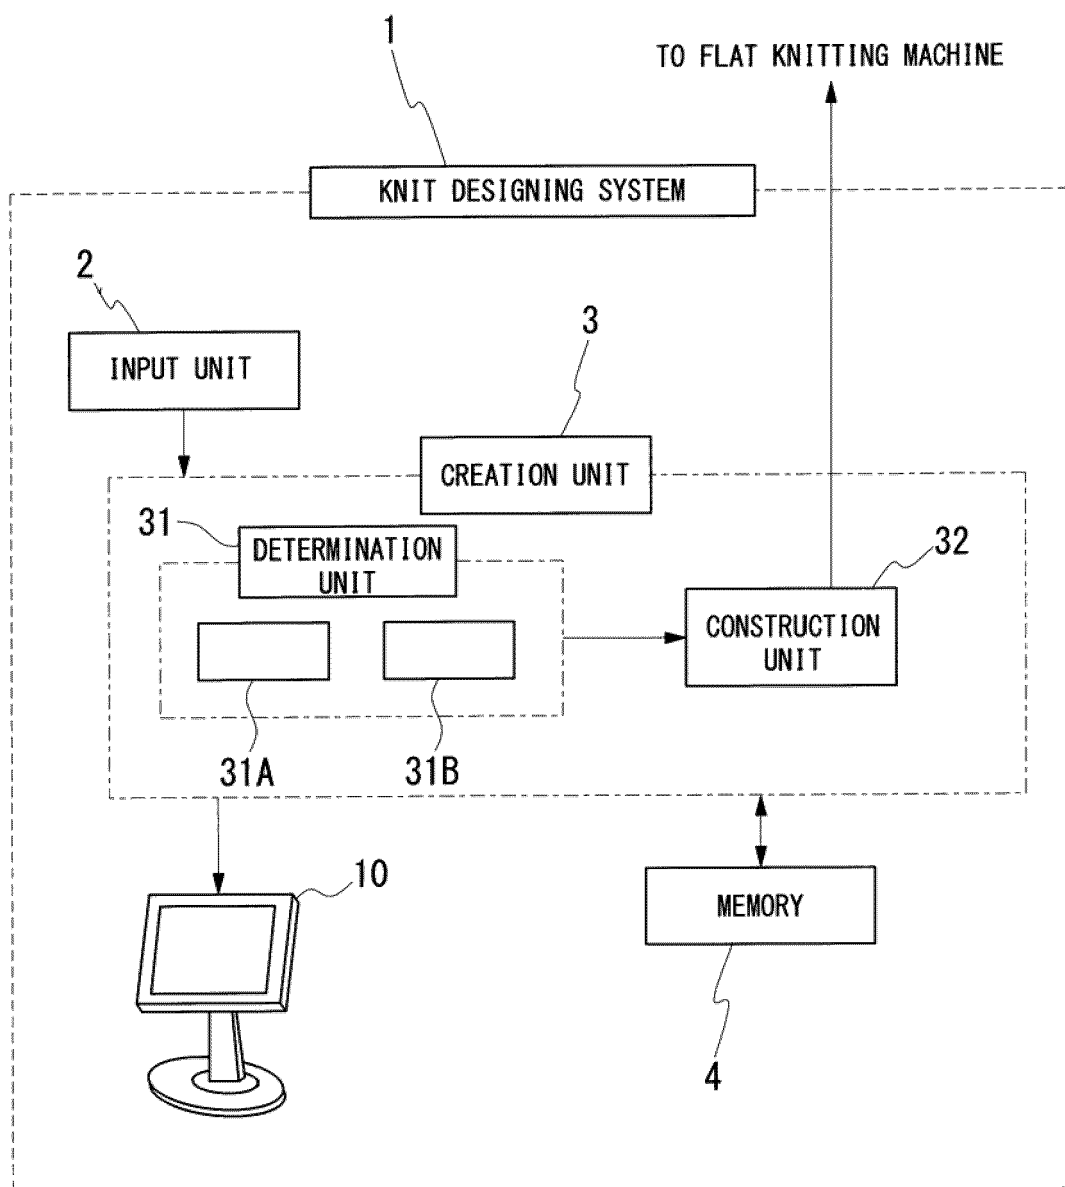 1
TO FLAT KNITTING MACHINE
KNIT DESIGNING SYSTEM
2
INPUT UNIT
3
CREATION UNIT
31
DETERMINATION
UNIT
32
CONSTRUCTION
UNIT
31A
31B
10
MEMORY
4